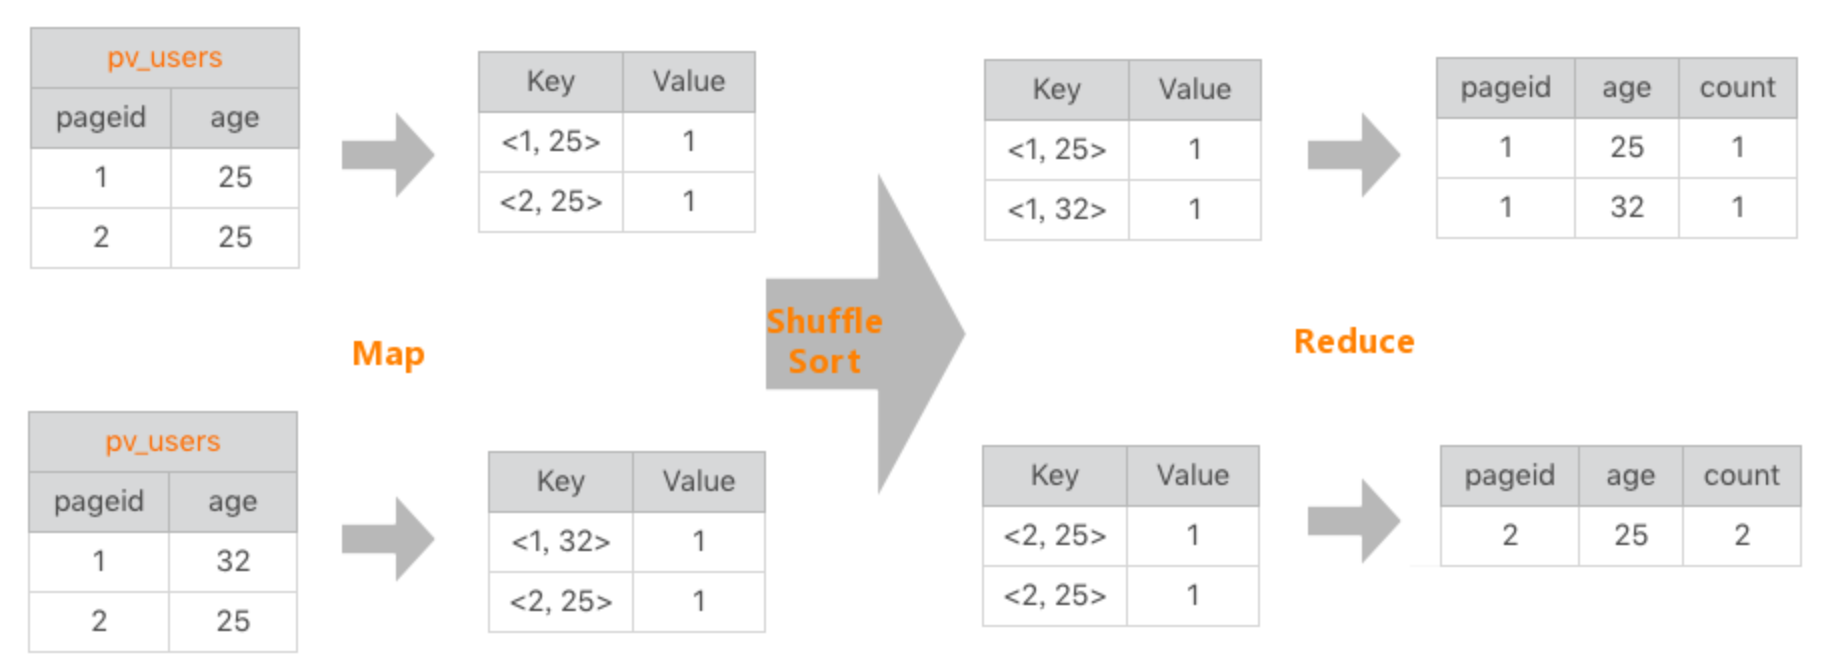 pv_users
pageid age
1 25
2 25
Key Value
<1, 25> 1
<2, 25> 1
Key Value
<1, 25> 1
<1, 32> 1
pageid age count
1 25 1
1 32 1
Map
Shuffle
Sort
Reduce
pv_users
pageid age
1 32
2 25
Key Value
<1, 32> 1
<2, 25> 1
Key Value
<2, 25> 1
<2, 25> 1
pageid age count
2 25 2